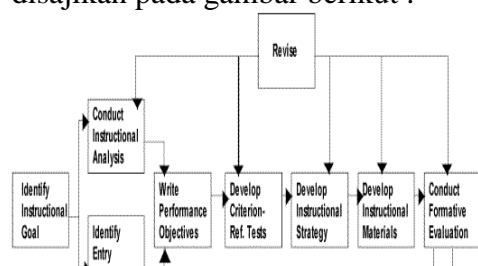 disajikan pada gambar berikut :
Revise
Conduct
Instructional
Analysis
Identify
Instructional
Goal
Identify
Entry
Write
Performance
Objectives
Develop
Criterion-
Ref. Tests
Develop
Instructional
Strategy
Develop
Instructional
Materials
Conduct
Formative
Evaluation